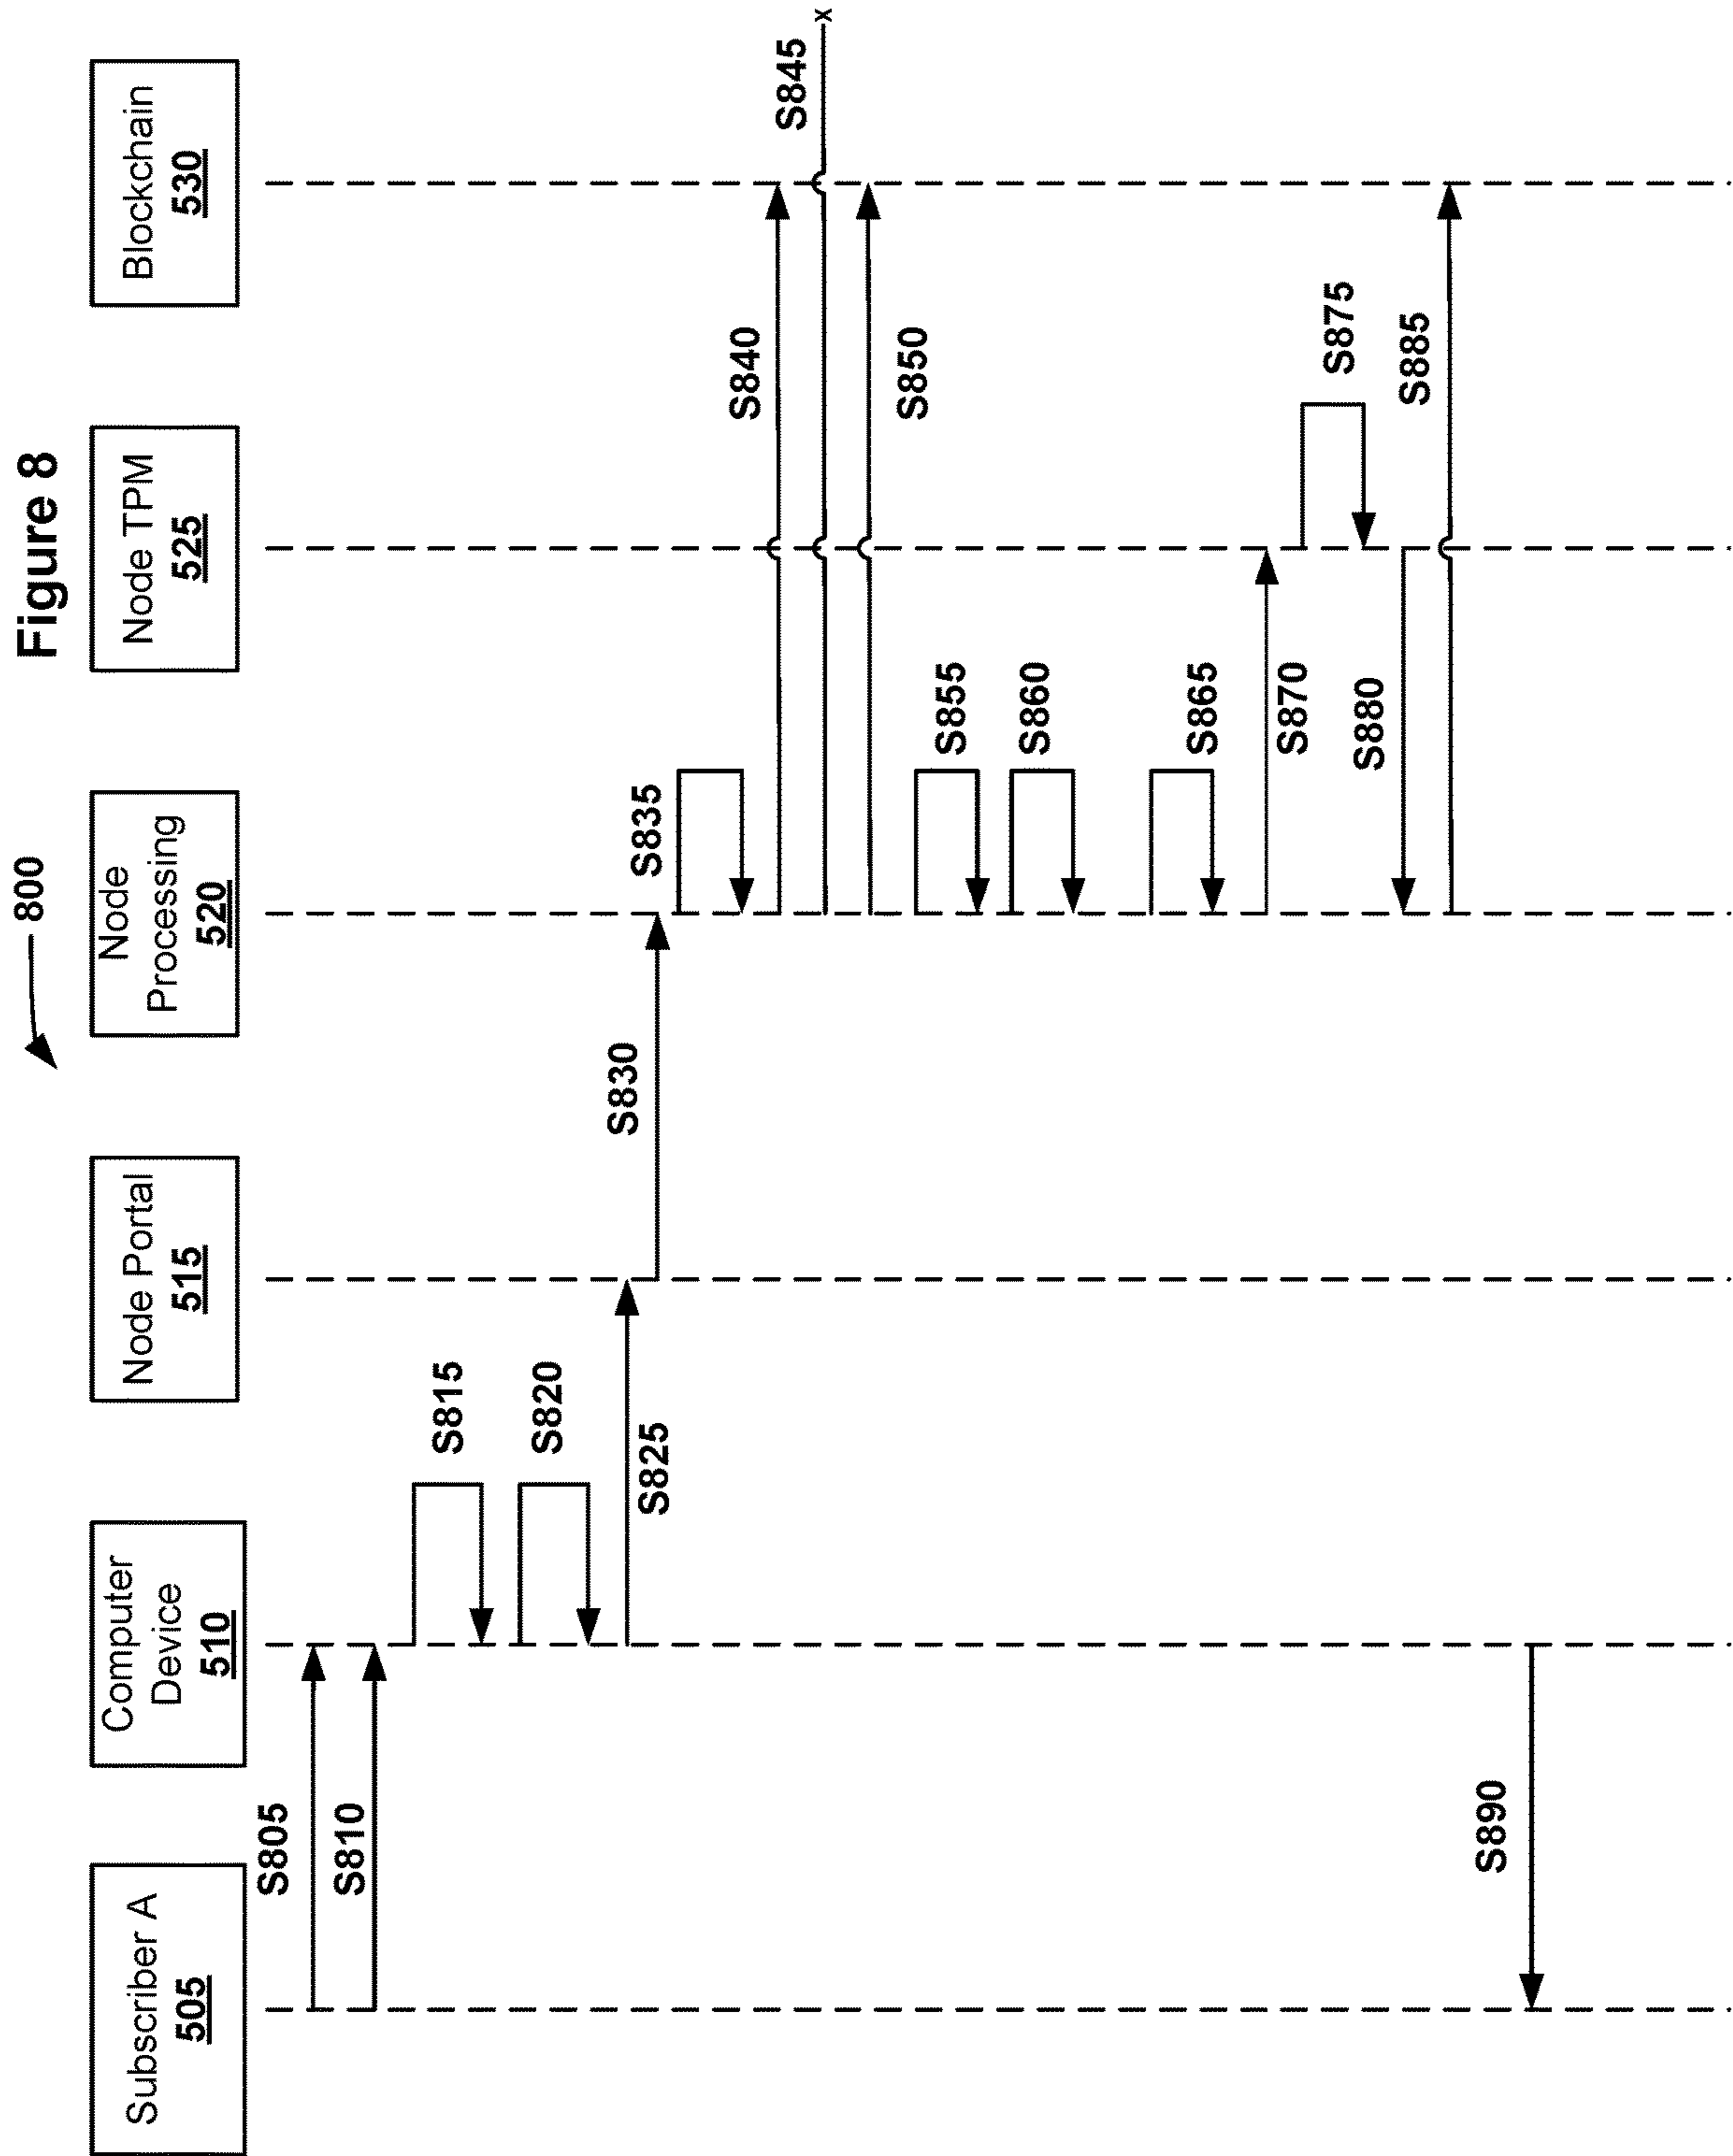 Figure 8
800
Subscriber A
505
Computer
Device
510
Node Portal
515
Node
Processing
520
Node TPM
525
Blockchain
530
S805
S810
S815
S820
S825
S830
S835
S840
S845
x
S850
S855
S860
S865
S870
S875
S880
S885
S890